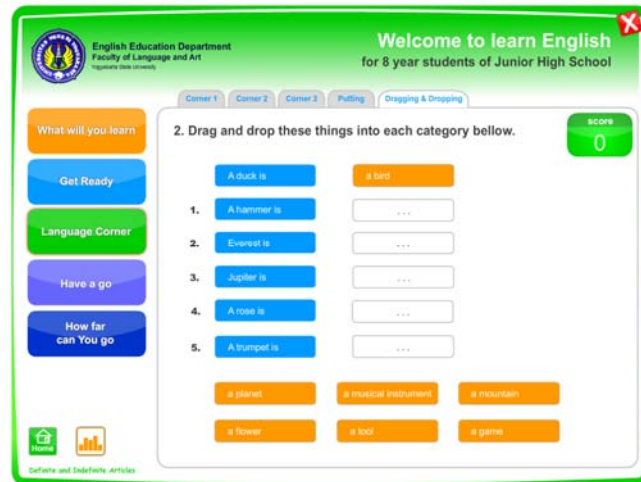 English Education Department
Faculty of Language and Art
Yogyakarta State University
Welcome to learn English
for 8 year students of Junior High School
X
Corner 1
Corner 2
Corner 3
Putting
Dragging & Dropping
What will you learn
Get Ready
Language Corner
Have a go
How far
can You go
2. Drag and drop these things into each category bellow.
score
0
A duck is
a bird
1. A hammer is ...
2. Everest is ...
3. Jupiter is ...
4. A rose is ...
5. A trumpet is ...
a planet
a musical instrument
a mountain
a flower
a tool
a game
Home
Definite and Indefinite Articles